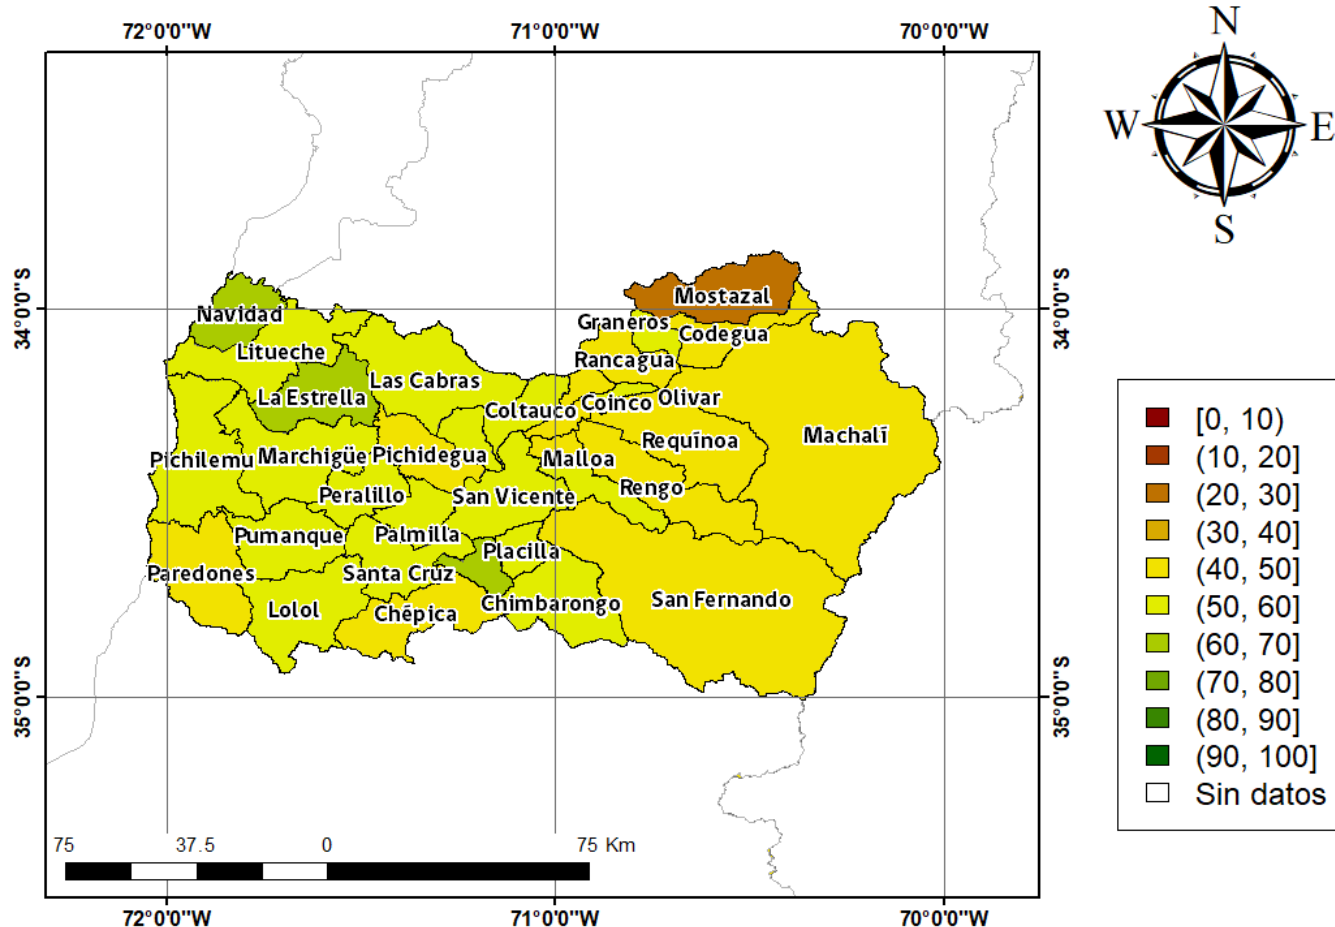 72°0'0"W 71°0'0"W 70°0'0"W
N
W E
S
34°0'0"S 34°0'0"S
Navidad
Mostazal
Graneros
Codegua
Litueche
Rancagua
Las Cabras
La Estrella
Coltauco
Coinco
Olivar
Requínoa
Machalí
Pichilemu
Marchigüe
Pichidegua
Malloa
Rengo
Peralillo
San Vicente
Pumanque
Palmilla
Placilla
Paredones
Santa Cruz
Lolol
Chépica
Chimbarongo
San Fernando
35°0'0"S 35°0'0"S
75 37.5 0 75 Km
72°0'0"W 71°0'0"W 70°0'0"W
[0, 10)
(10, 20]
(20, 30]
(30, 40]
(40, 50]
(50, 60]
(60, 70]
(70, 80]
(80, 90]
(90, 100]
Sin datos